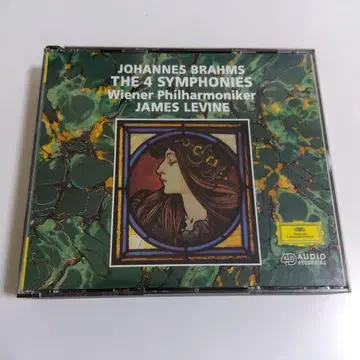 JOHANNES BRAHMS
THE 4 SYMPHONIES
Wiener Philharmoniker
JAMES LEVINE
4D AUDIO
RECORDING